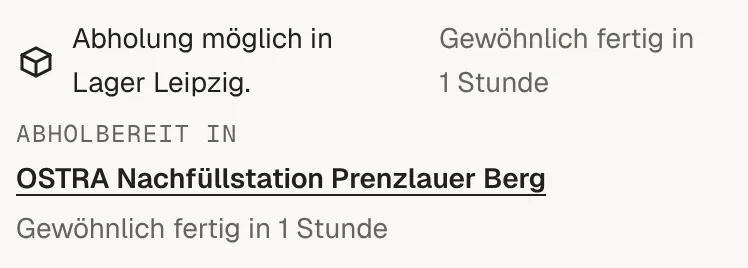 Abholung möglich in
Lager Leipzig.
Gewöhnlich fertig in
1 Stunde
ABHOLBEREIT IN
OSTRA Nachfüllstation Prenzlauer Berg
Gewöhnlich fertig in 1 Stunde